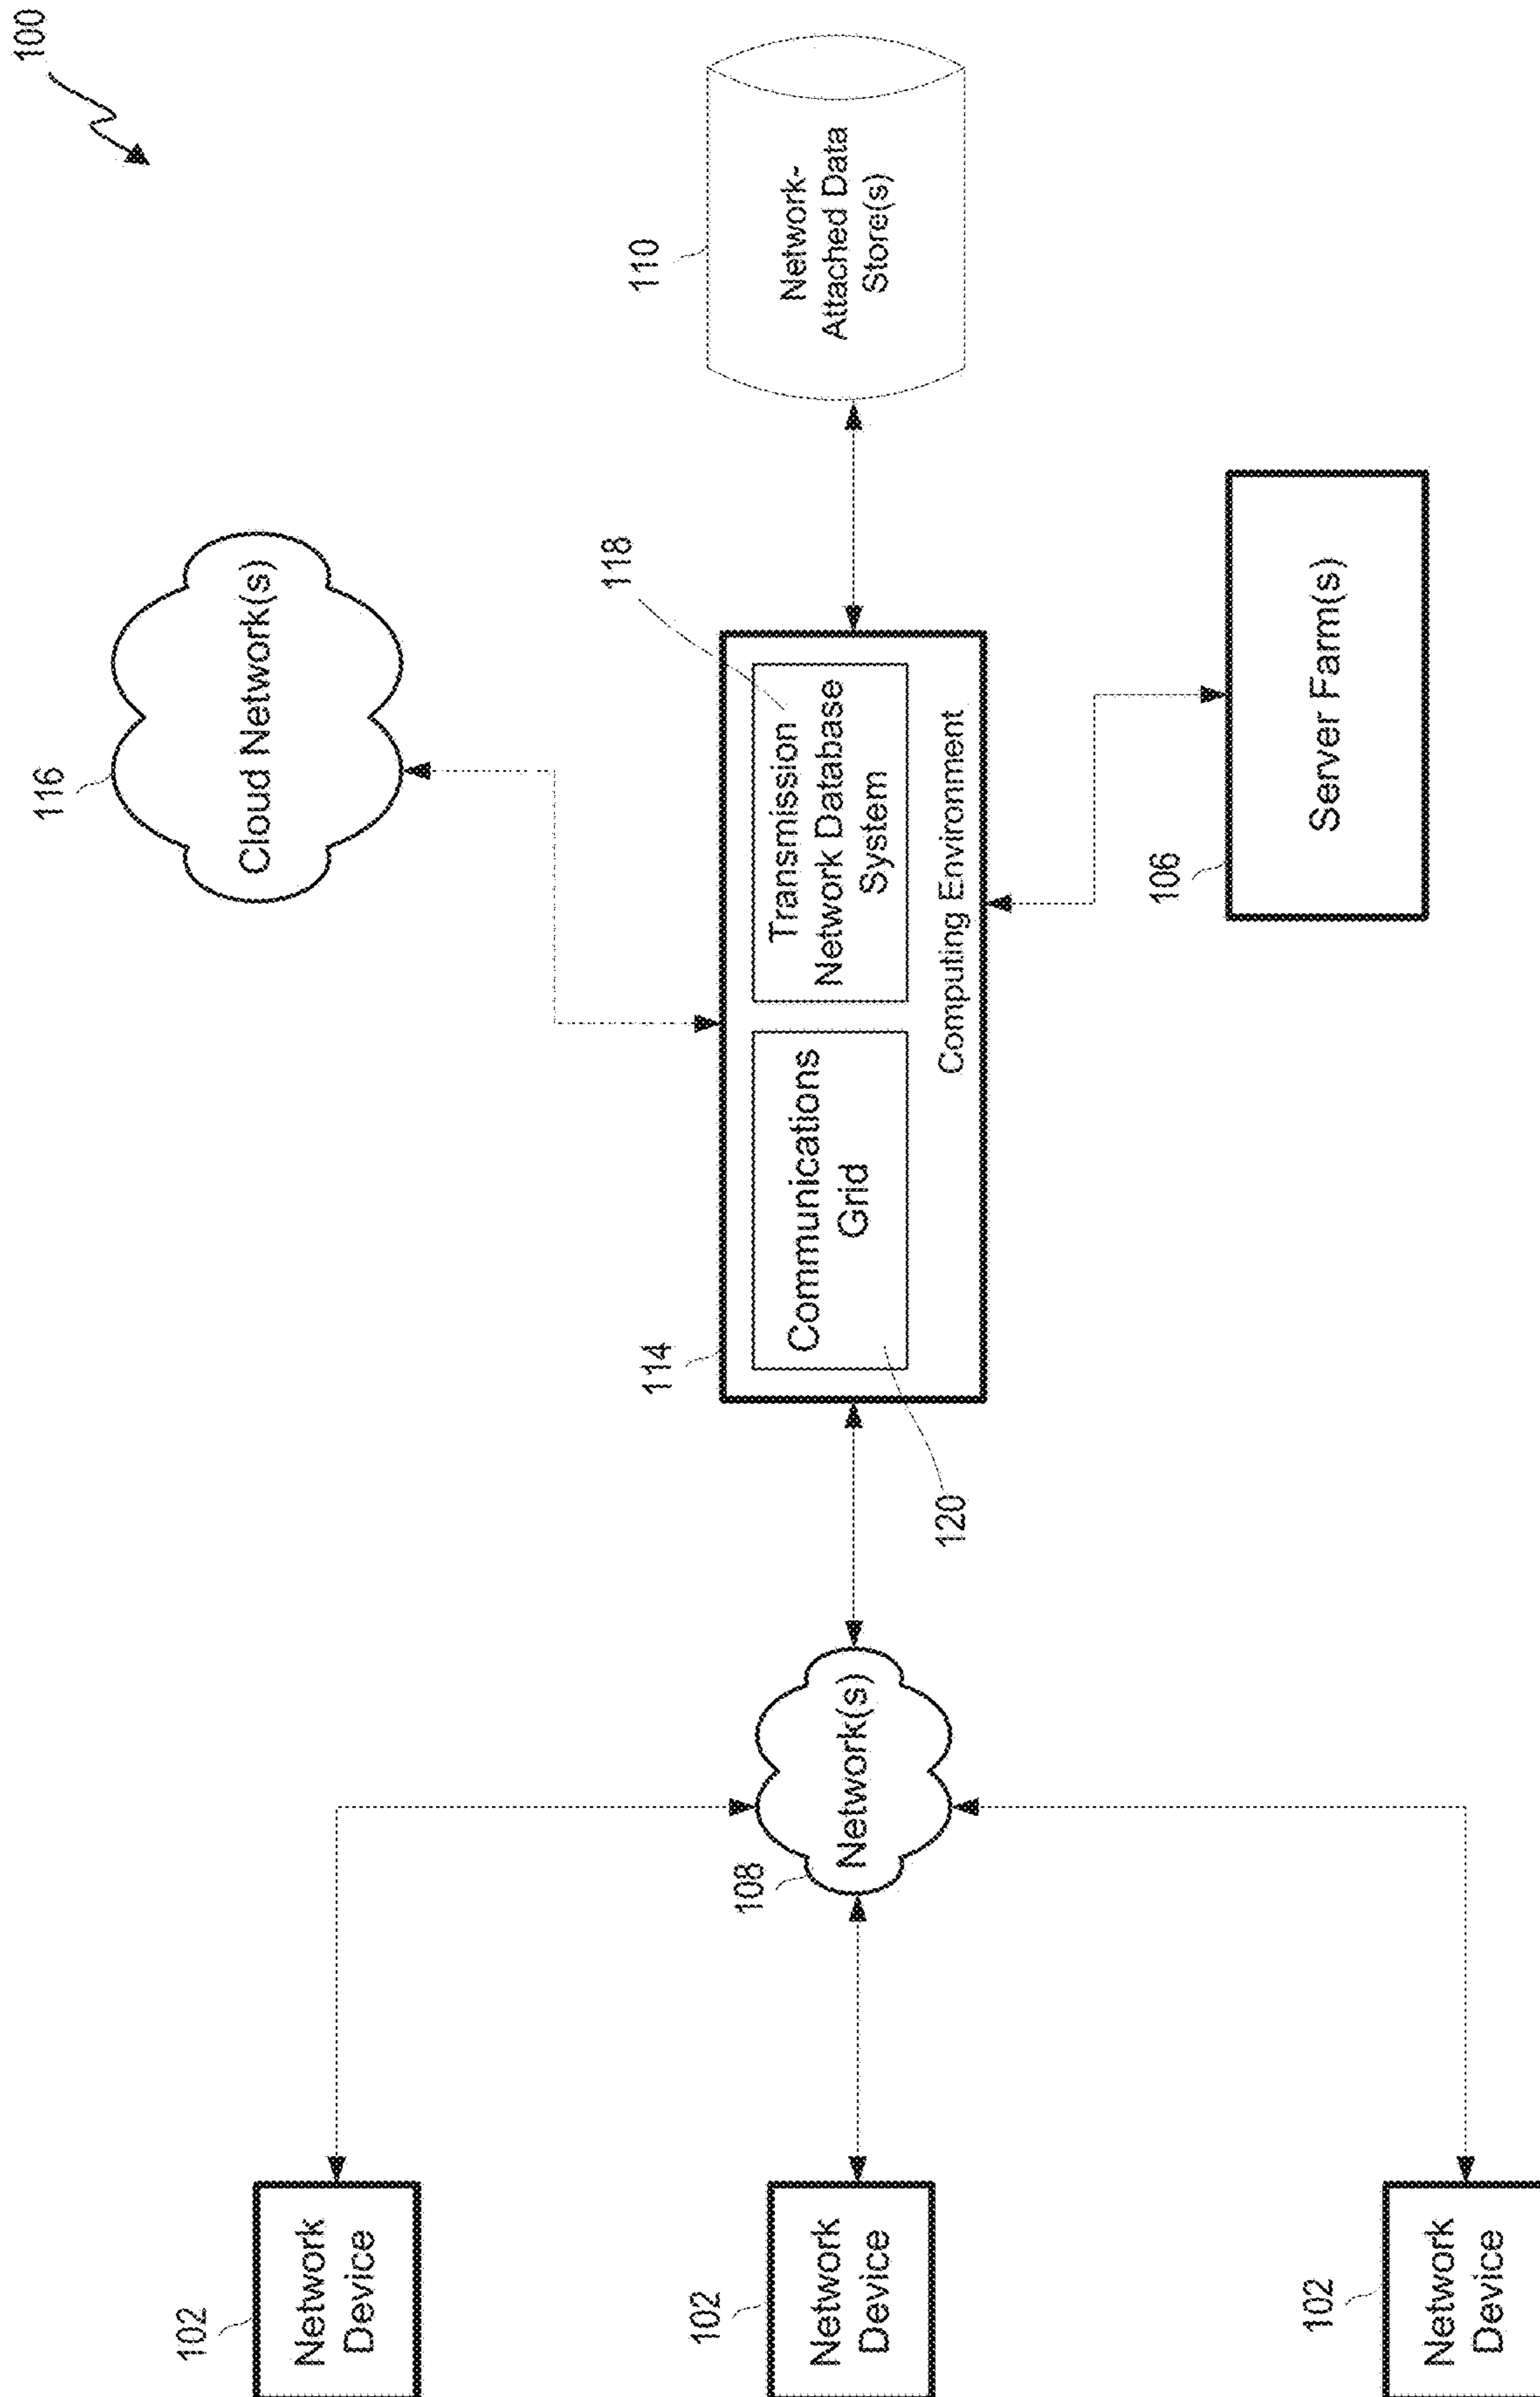 100
116
Cloud Network(s)
118
110
Network-
Attached Data
Store(s)
114
Communications
Grid
Transmission
Network Database
System
Computing Environment
120
106
Server Farm(s)
108
Network(s)
102
Network
Device
102
Network
Device
102
Network
Device